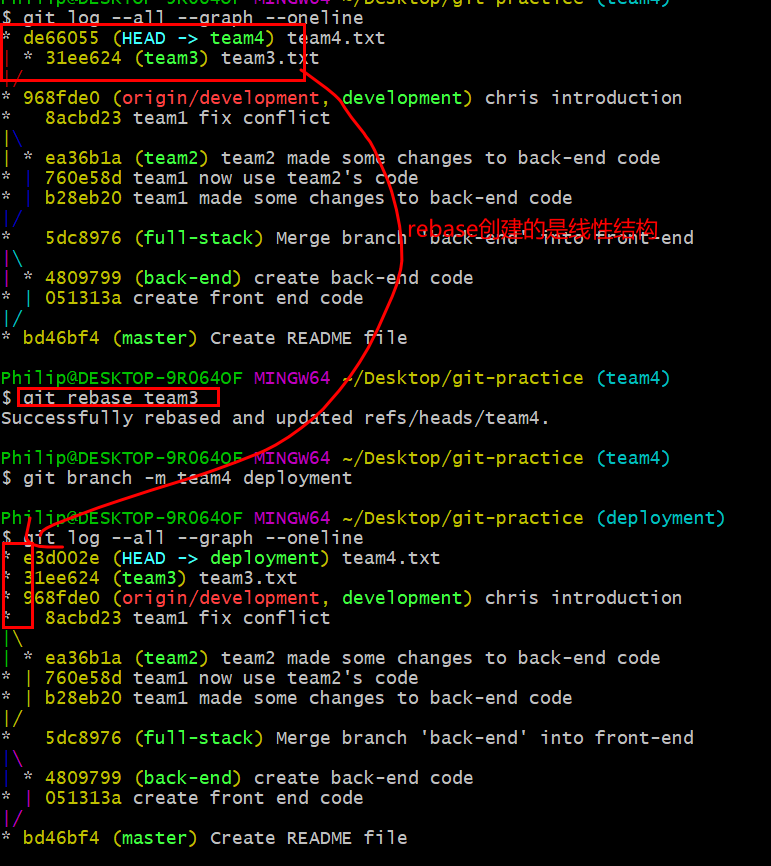 Philip@DESKTOP-9RO64OF MINGW64 ~/Desktop/git-practice (team4)
$ git log --all --graph --oneline
* de66055 (HEAD -> team4) team4.txt
| * 31ee624 (team3) team3.txt
|/
* 968fde0 (origin/development, development) chris introduction
*   8acbd23 team1 fix conflict
|\
| * ea36b1a (team2) team2 made some changes to back-end code
* | 760e58d team1 now use team2's code
* | b28eb20 team1 made some changes to back-end code
|/
rebase创建的是线性结构
*   5dc8976 (full-stack) Merge branch 'back-end' into front-end
|\
| * 4809799 (back-end) create back-end code
* | 051313a create front end code
|/
* bd46bf4 (master) Create README file
Philip@DESKTOP-9RO64OF MINGW64 ~/Desktop/git-practice (team4)
$ git rebase team3
Successfully rebased and updated refs/heads/team4.
Philip@DESKTOP-9RO64OF MINGW64 ~/Desktop/git-practice (team4)
$ git branch -m team4 deployment
Philip@DESKTOP-9RO64OF MINGW64 ~/Desktop/git-practice (deployment)
$ git log --all --graph --oneline
* e3d002e (HEAD -> deployment) team4.txt
* 31ee624 (team3) team3.txt
* 968fde0 (origin/development, development) chris introduction
*   8acbd23 team1 fix conflict
|\
| * ea36b1a (team2) team2 made some changes to back-end code
* | 760e58d team1 now use team2's code
* | b28eb20 team1 made some changes to back-end code
|/
*   5dc8976 (full-stack) Merge branch 'back-end' into front-end
|\
| * 4809799 (back-end) create back-end code
* | 051313a create front end code
|/
* bd46bf4 (master) Create README file